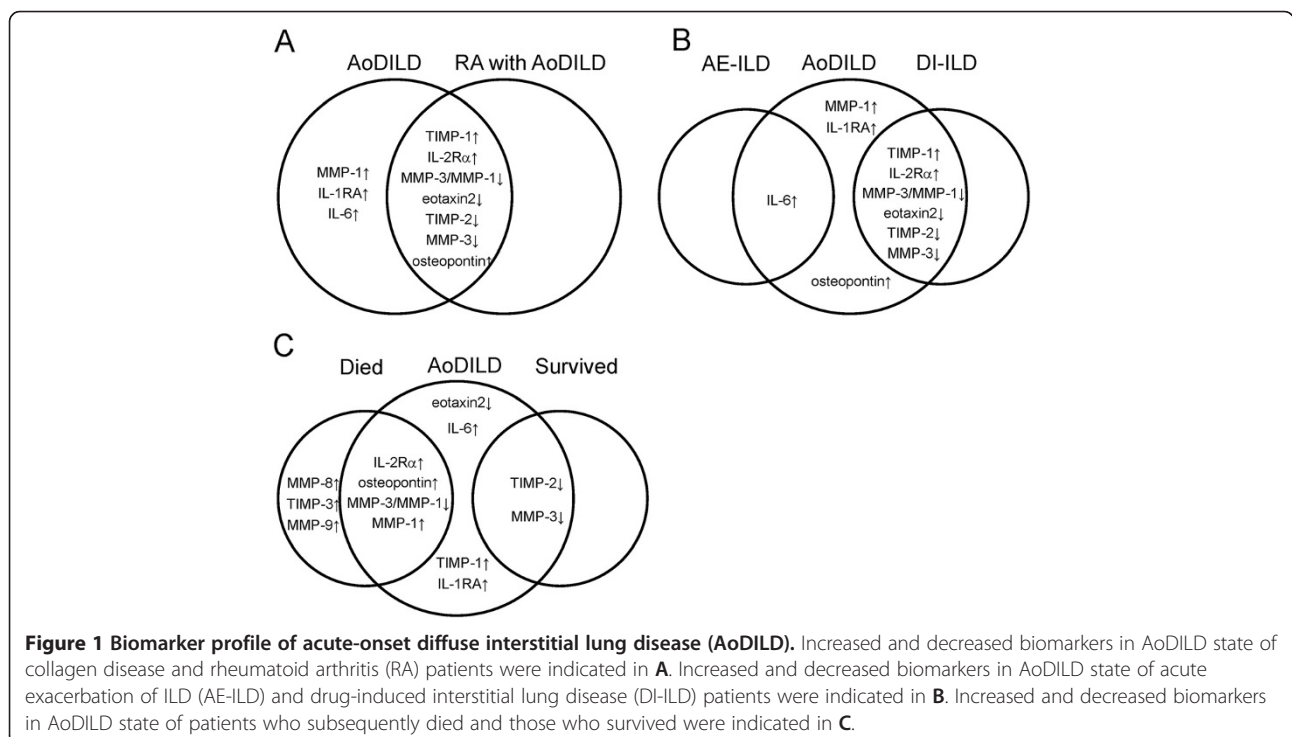 A
AoDILD RA with AoDILD
MMP-1↑
IL-1RA↑
IL-6↑
TIMP-1↑
IL-2Rα↑
MMP-3/MMP-1↓
eotaxin2↓
TIMP-2↓
MMP-3↓
osteopontin↑
B
AE-ILD AoDILD DI-ILD
MMP-1↑
IL-1RA↑
IL-6↑
TIMP-1↑
IL-2Rα↑
MMP-3/MMP-1↓
eotaxin2↓
TIMP-2↓
MMP-3↓
osteopontin↑
C
Died AoDILD Survived
eotaxin2↓
IL-6↑
MMP-8↑
TIMP-3↑
MMP-9↑
IL-2Rα↑
osteopontin↑
MMP-3/MMP-1↓
MMP-1↑
TIMP-2↓
MMP-3↓
TIMP-1↑
IL-1RA↑
Figure 1 Biomarker profile of acute-onset diffuse interstitial lung disease (AoDILD). Increased and decreased biomarkers in AoDILD state of
collagen disease and rheumatoid arthritis (RA) patients were indicated in A. Increased and decreased biomarkers in AoDILD state of acute
exacerbation of ILD (AE-ILD) and drug-induced interstitial lung disease (DI-ILD) patients were indicated in B. Increased and decreased biomarkers
in AoDILD state of patients who subsequently died and those who survived were indicated in C.